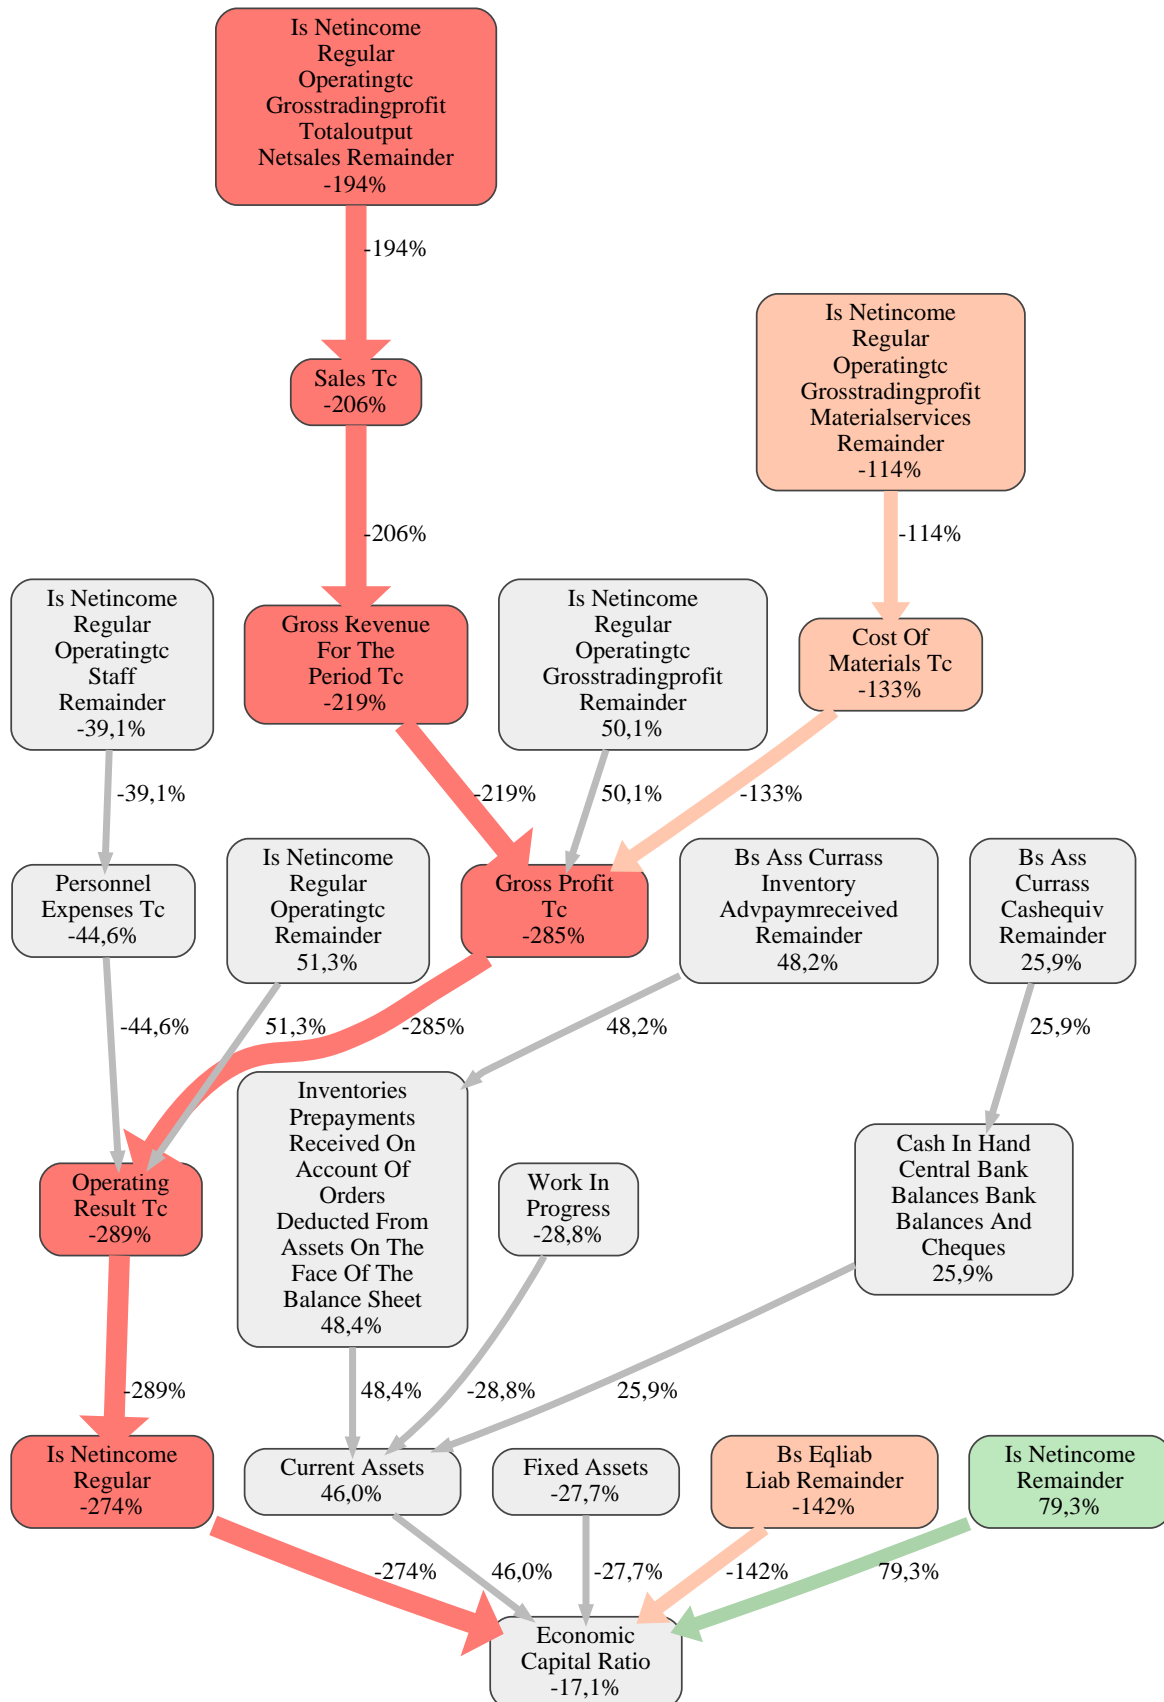 Is Netincome
Regular
Operatingtc
Grosstradingprofit
Totaloutput
Netsales Remainder
-194%
-194%
Sales Tc
-206%
Is Netincome
Regular
Operatingtc
Grosstradingprofit
Materialservices
Remainder
-114%
-206%
-114%
Is Netincome
Regular
Operatingtc
Staff
Remainder
-39,1%
Gross Revenue
For The
Period Tc
-219%
Is Netincome
Regular
Operatingtc
Grosstradingprofit
Remainder
50,1%
Cost Of
Materials Tc
-133%
-39,1%
-219%
50,1%
-133%
Personnel
Expenses Tc
-44,6%
Is Netincome
Regular
Operatingtc
Remainder
51,3%
Gross Profit
Tc
-285%
Bs Ass Currass
Inventory
Advpaymreceived
Remainder
48,2%
Bs Ass
Currass
Cashequiv
Remainder
25,9%
-44,6%
51,3%
-285%
48,2%
25,9%
Operating
Result Tc
-289%
Inventories
Prepayments
Received On
Account Of
Orders
Deducted From
Assets On The
Face Of The
Balance Sheet
48,4%
Work In
Progress
-28,8%
Cash In Hand
Central Bank
Balances Bank
Balances And
Cheques
25,9%
-289%
48,4%
-28,8%
25,9%
Is Netincome
Regular
-274%
Current Assets
46,0%
Fixed Assets
-27,7%
Bs Eqliab
Liab Remainder
-142%
Is Netincome
Remainder
79,3%
-274%
46,0%
-27,7%
-142%
79,3%
Economic
Capital Ratio
-17,1%